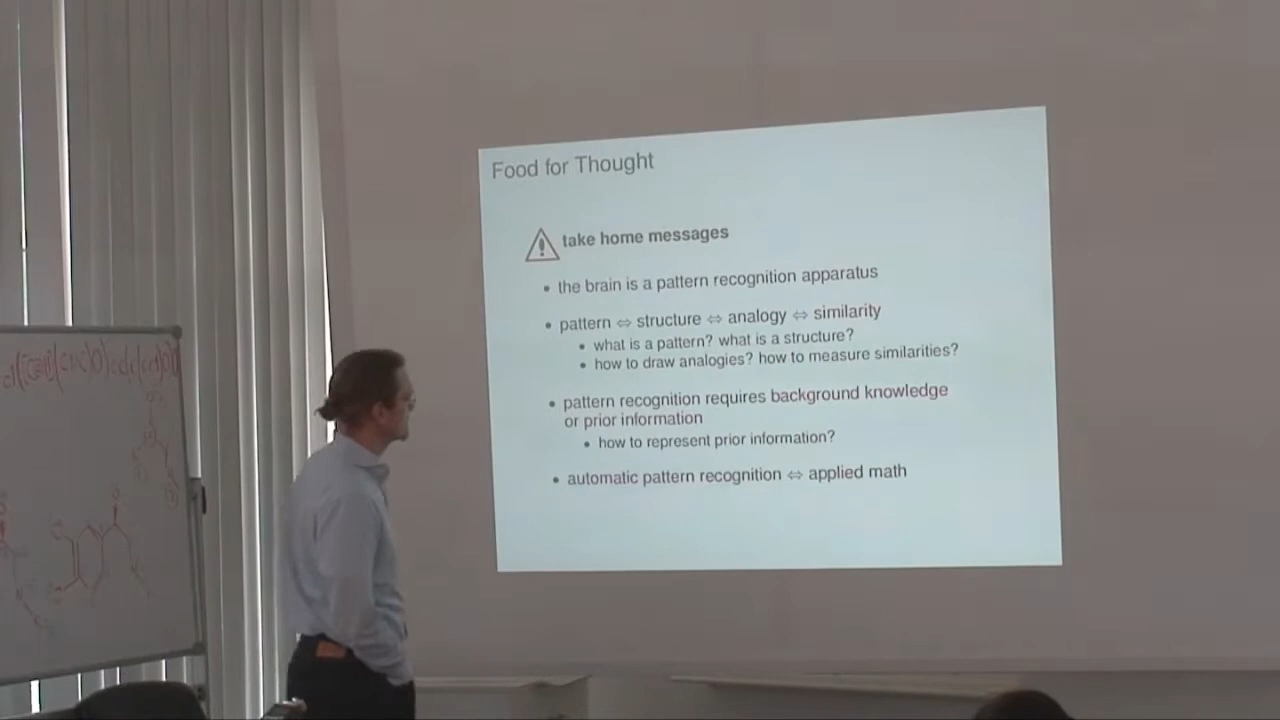 Food for Thought
take home messages
• the brain is a pattern recognition apparatus
• pattern ⇔ structure ⇔ analogy ⇔ similarity
• what is a pattern? what is a structure?
• how to draw analogies? how to measure similarities?
• pattern recognition requires background knowledge
or prior information
• how to represent prior information?
• automatic pattern recognition ⇔ applied math